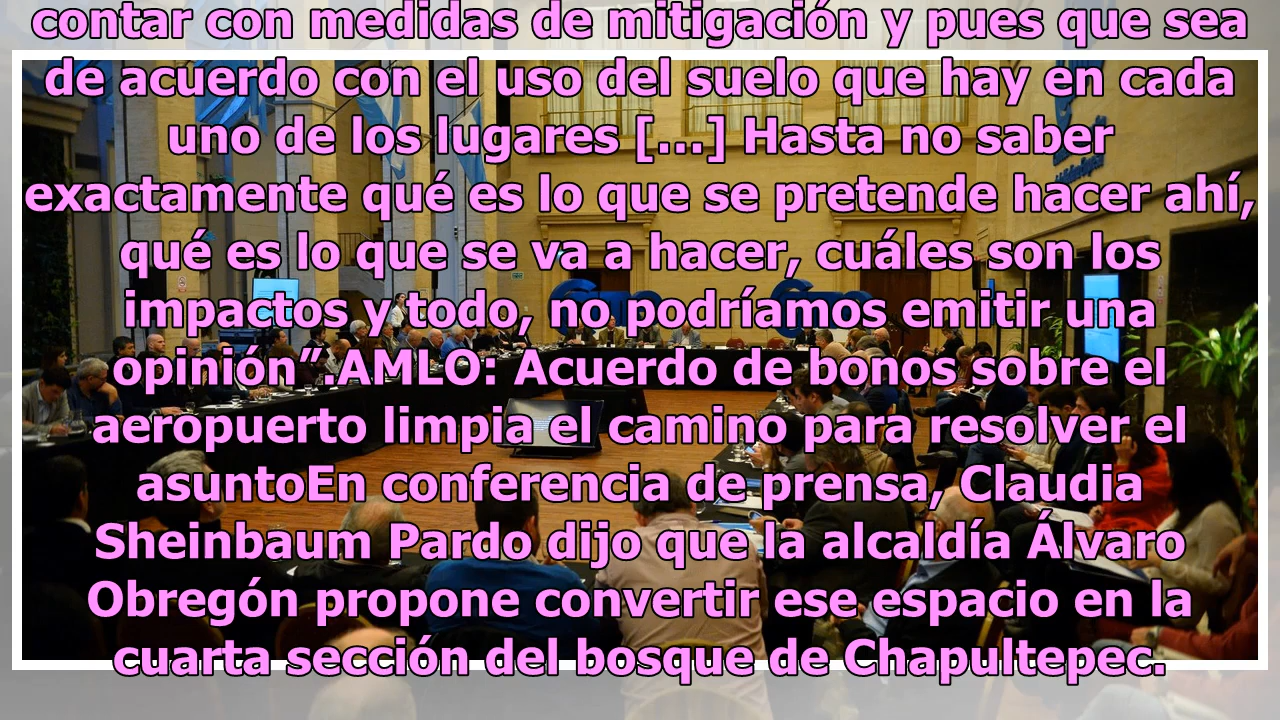 contar con medidas de mitigación y pues que sea
de acuerdo con el uso del suelo que hay en cada
uno de los lugares [...] Hasta no saber
exactamente qué es lo que se pretende hacer ahí,
qué es lo que se va a hacer, cuáles son los
impactos y todo, no podríamos emitir una
opinión”.AMLO: Acuerdo de bonos sobre el
aeropuerto limpia el camino para resolver el
asuntoEn conferencia de prensa, Claudia
Sheinbaum Pardo dijo que la alcaldía Álvaro
Obregón propone convertir ese espacio en la
cuarta sección del bosque de Chapultepec.